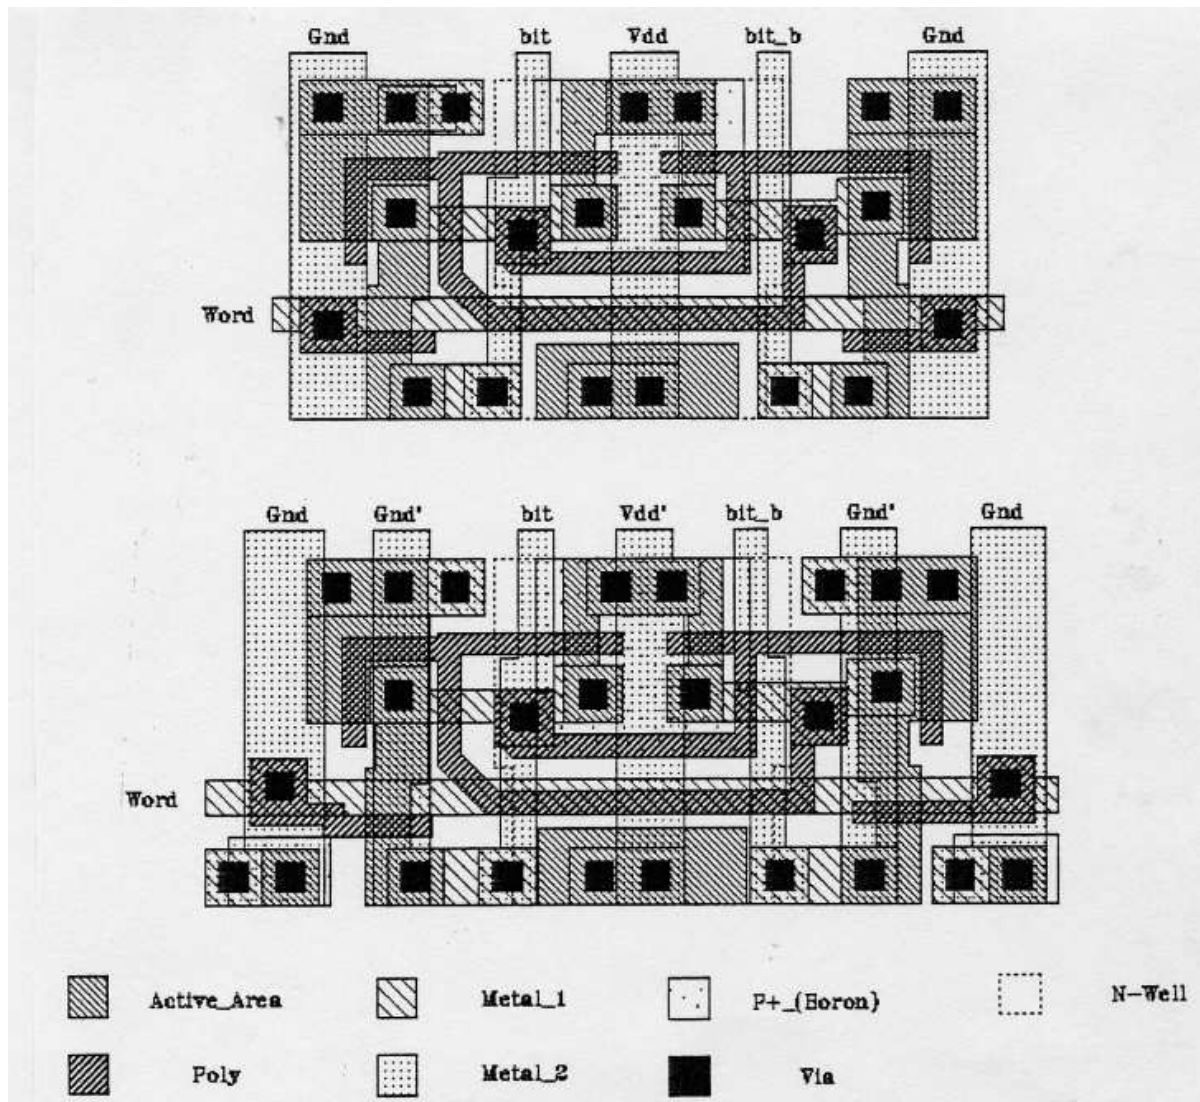 Gnd bit Vdd bit_b Gnd
Word
Gnd Gnd' bit Vdd' bit_b Gnd' Gnd
Word
Active_Area Metal_1 P+_(Boron) N-Well
Poly Metal_2 Via